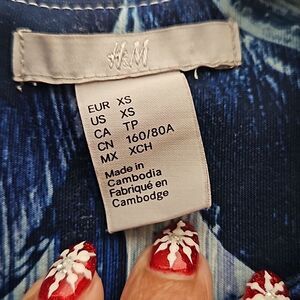 H&M
EUR XS
US XS
CA TP
CN 160/80A
MX XCH
Made in
Cambodia
Fabriqué en
Cambodge